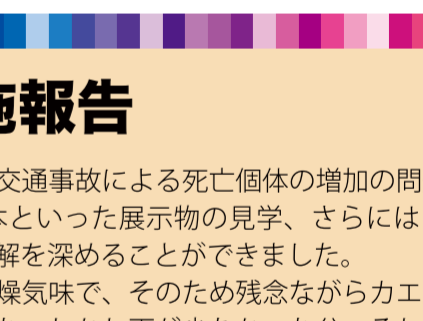 施報告
交通事故による死亡個体の増加の問
本といった展示物の見学、さらには
解を深めることができました。
燥気味で、そのため残念ながらカエ